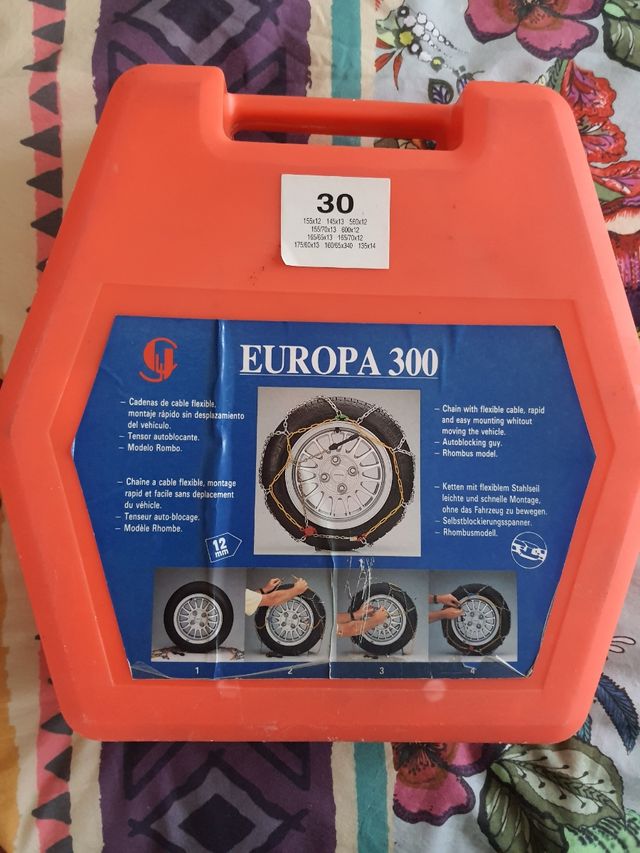 30
155x12 145x13 560x12
155/70x13 600x12
165/65x13 165/70x12
175/60x13 160/65x340 135x14
EUROPA 300
– Cadenas de cable flexible,
montaje rápido sin desplazamiento
del vehículo.
– Tensor autoblocante.
– Modelo Rombo.
– Chaîne a cable flexible, montage
rapid et facile sans deplacement
du véhicule.
– Tenseur auto-blocage.
– Modèle Rhombe.
12
mm
– Chain with flexible cable, rapid
and easy mounting whitout
moving the vehicle.
– Autoblocking guy.
– Rhombus model.
– Ketten mit flexiblem Stahlseil
leichte und schnelle Montage,
ohne das Fahrzeug zu bewegen.
– Selbstblockierungsspanner.
– Rhombusmodell.
1 2 3 4